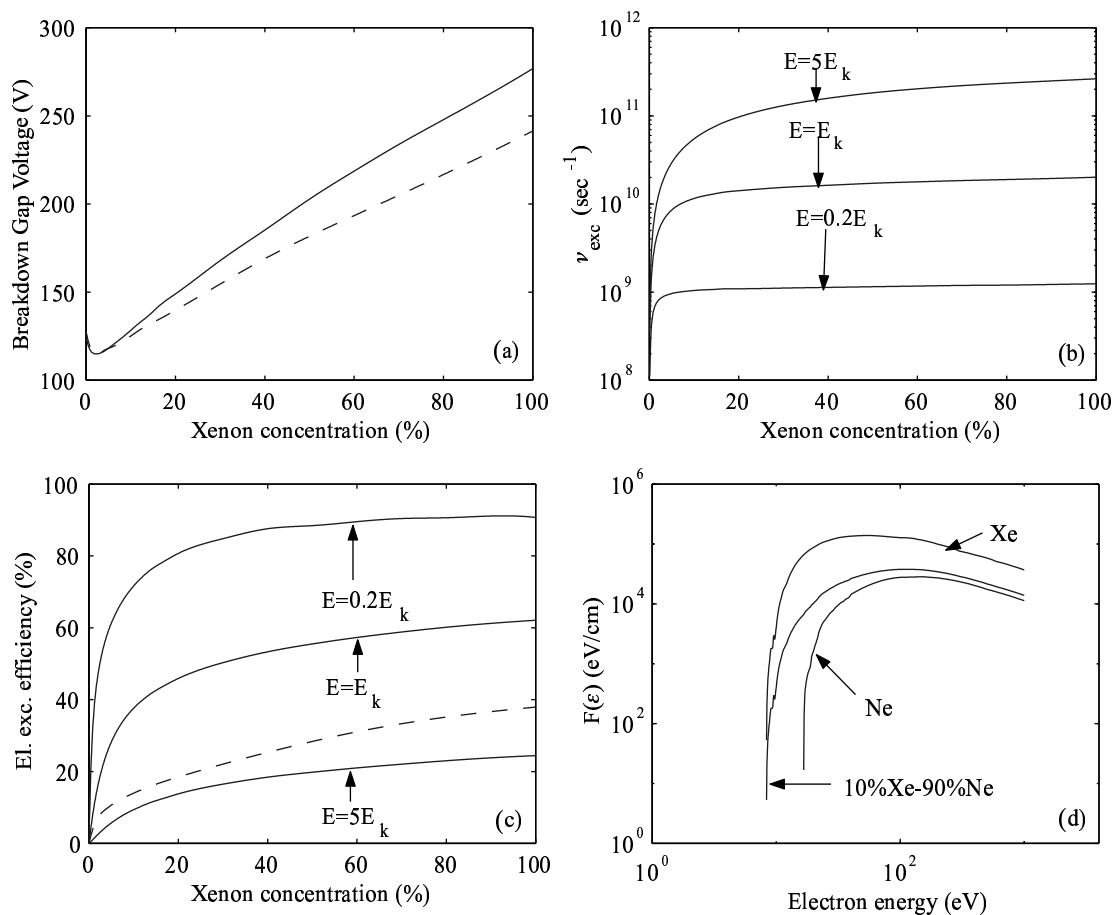 300
250
200
150
100
0 20 40 60 80 100
Breakdown Gap Voltage (V)
Xenon concentration (%)
(a)
10^12
10^11
10^10
10^9
10^8
0 20 40 60 80 100
ν_exc (sec^-1)
Xenon concentration (%)
E=5E_k
E=E_k
E=0.2E_k
(b)
100
80
60
40
20
0
0 20 40 60 80 100
El. exc. efficiency (%)
Xenon concentration (%)
E=0.2E_k
E=E_k
E=5E_k
(c)
10^6
10^4
10^2
10^0
10^0 10^2
F(ε) (eV/cm)
Electron energy (eV)
Xe
Ne
10%Xe-90%Ne
(d)